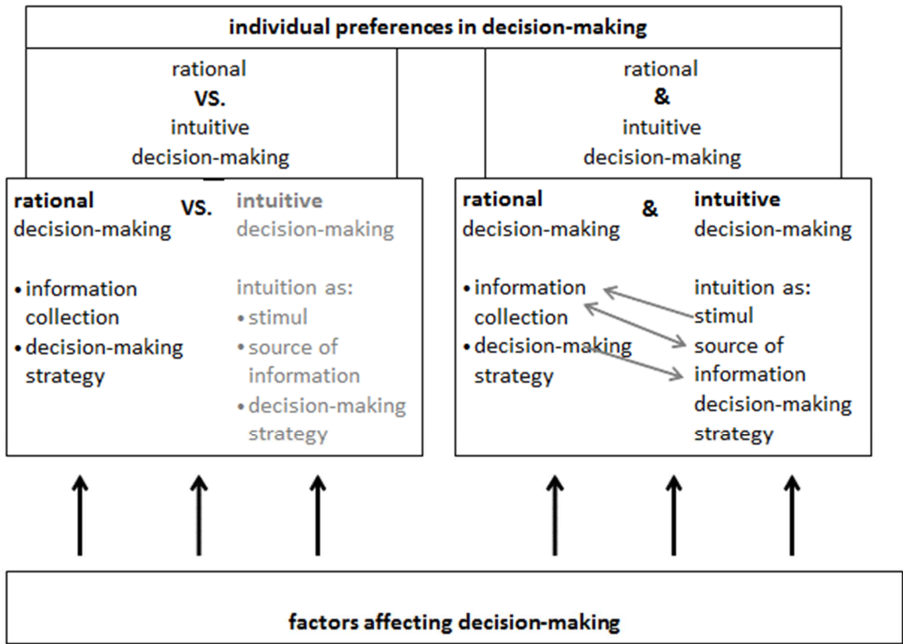 individual preferences in decision-making
rational
VS.
intuitive
decision-making
rational
&
intuitive
decision-making
rational
decision-making
VS.
intuitive
decision-making
• information
collection
• decision-making
strategy
intuition as:
• stimul
• source of
information
• decision-making
strategy
rational
decision-making
&
intuitive
decision-making
• information
collection
• decision-making
strategy
intuition as:
stimul
source of
information
decision-making
strategy
factors affecting decision-making